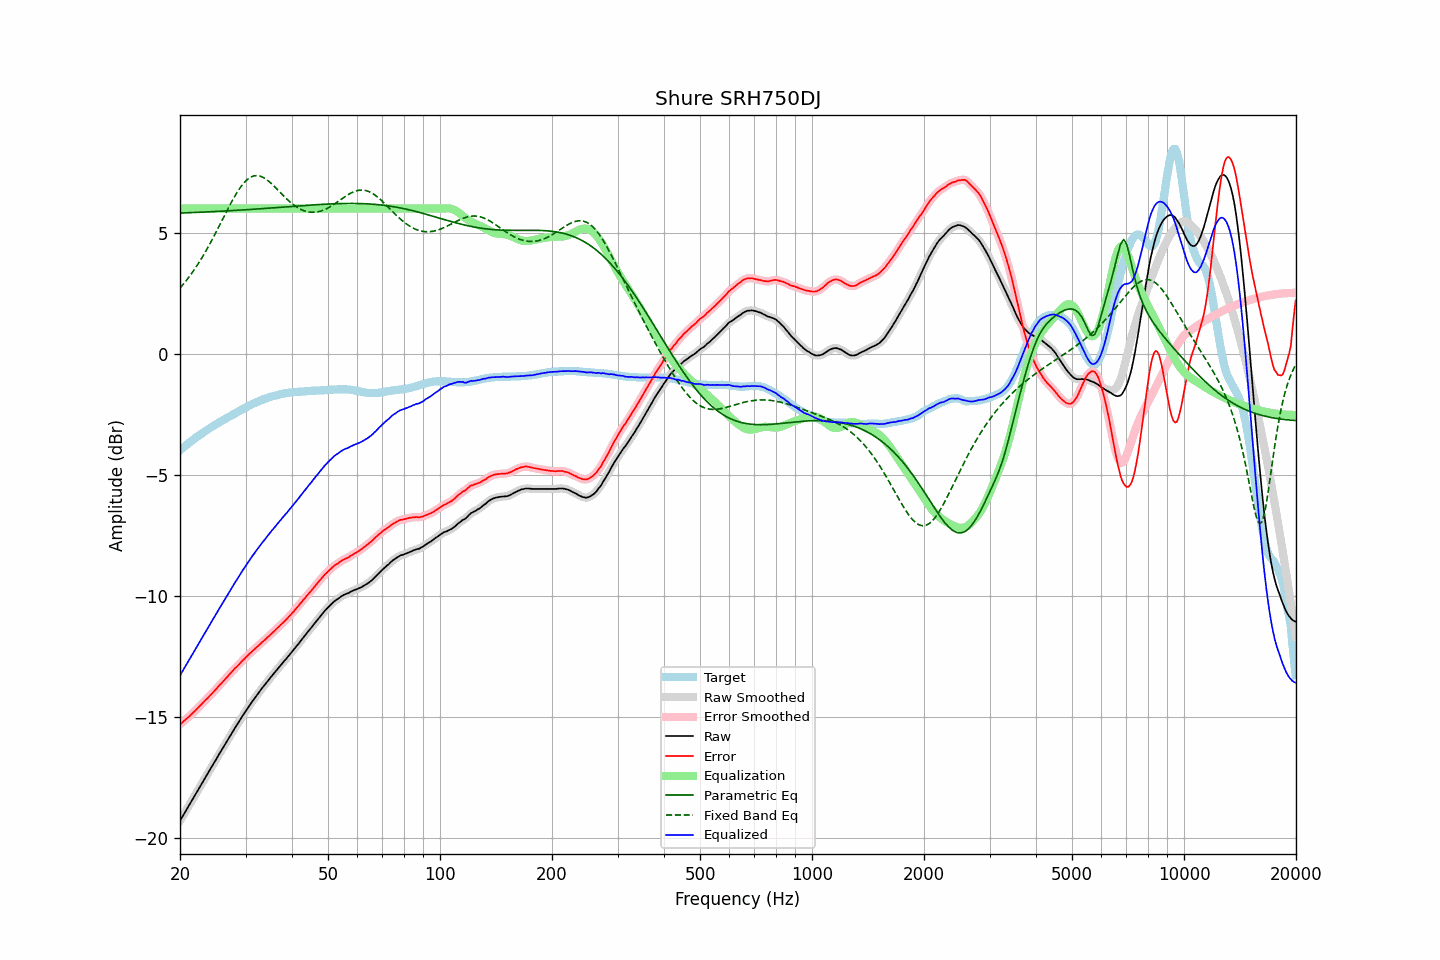 Shure SRH750DJ
Amplitude (dBr)
5
0
−5
−10
−15
−20
Target
Raw Smoothed
Error Smoothed
Raw
Error
Equalization
Parametric Eq
Fixed Band Eq
Equalized
20 50 100 200 500 1000 2000 5000 10000 20000
Frequency (Hz)